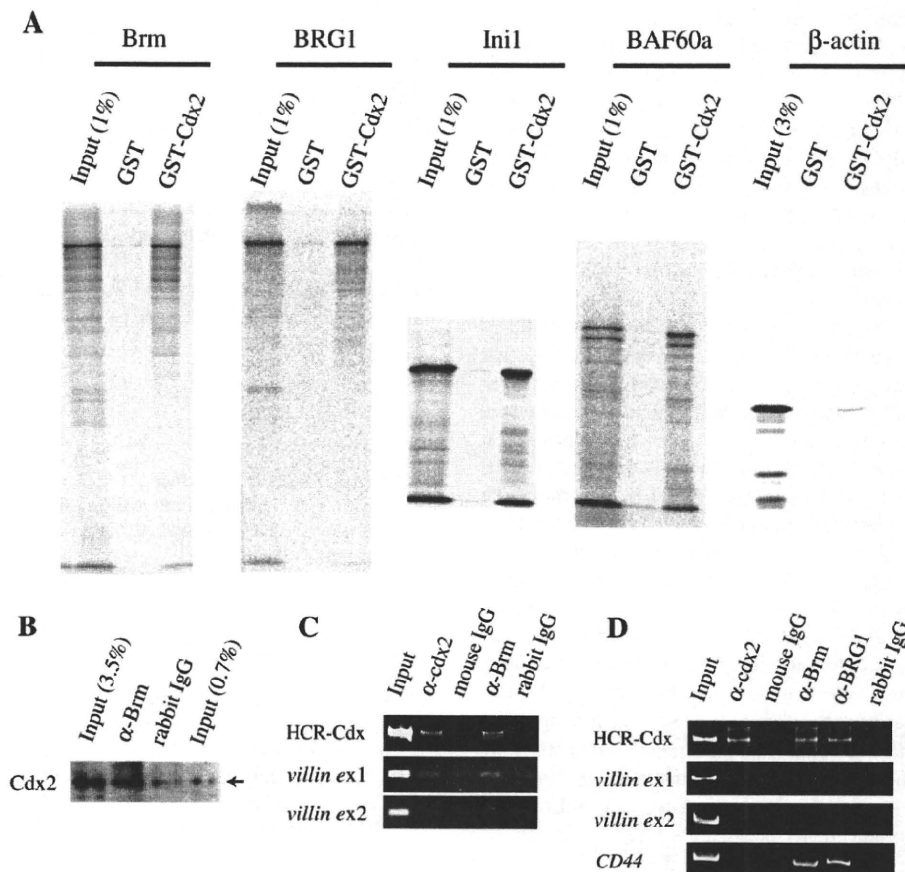 A
Brm
BRG1
Ini1
BAF60a
β-actin
Input (1%)
GST
GST-Cdx2
Input (1%)
GST
GST-Cdx2
Input (1%)
GST
GST-Cdx2
Input (1%)
GST
GST-Cdx2
Input (3%)
GST
GST-Cdx2
B
Input (3.5%)
α-Brm
rabbit IgG
Input (0.7%)
Cdx2
C
Input
α-cdx2
mouse IgG
α-Brm
rabbit IgG
HCR-Cdx
villin ex1
villin ex2
D
Input
α-cdx2
mouse IgG
α-Brm
α-BRG1
rabbit IgG
HCR-Cdx
villin ex1
villin ex2
CD44